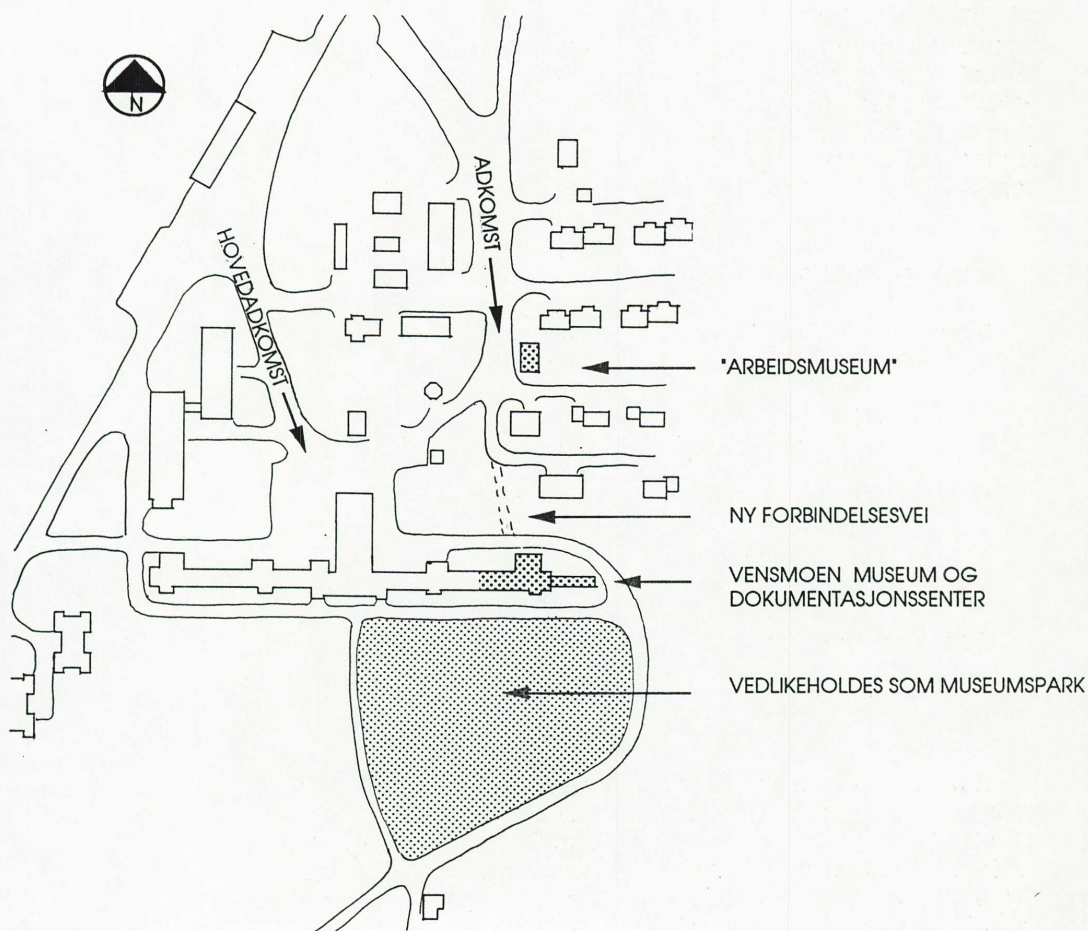 N
ADKOMST
HOVEDADKOMST
"ARBEIDSMUSEUM"
NY FORBINDELSESVEI
VENSMOEN MUSEUM OG
DOKUMENTASJONSSENTER
VEDLIKEHOLDES SOM MUSEUMSPARK